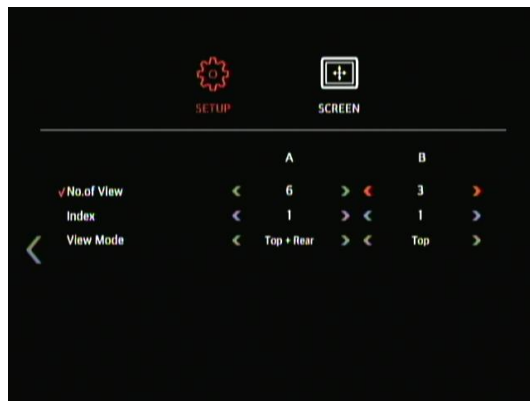 SETUP SCREEN
A B
√No.of View 6 3
Index 1 1
View Mode Top + Rear Top